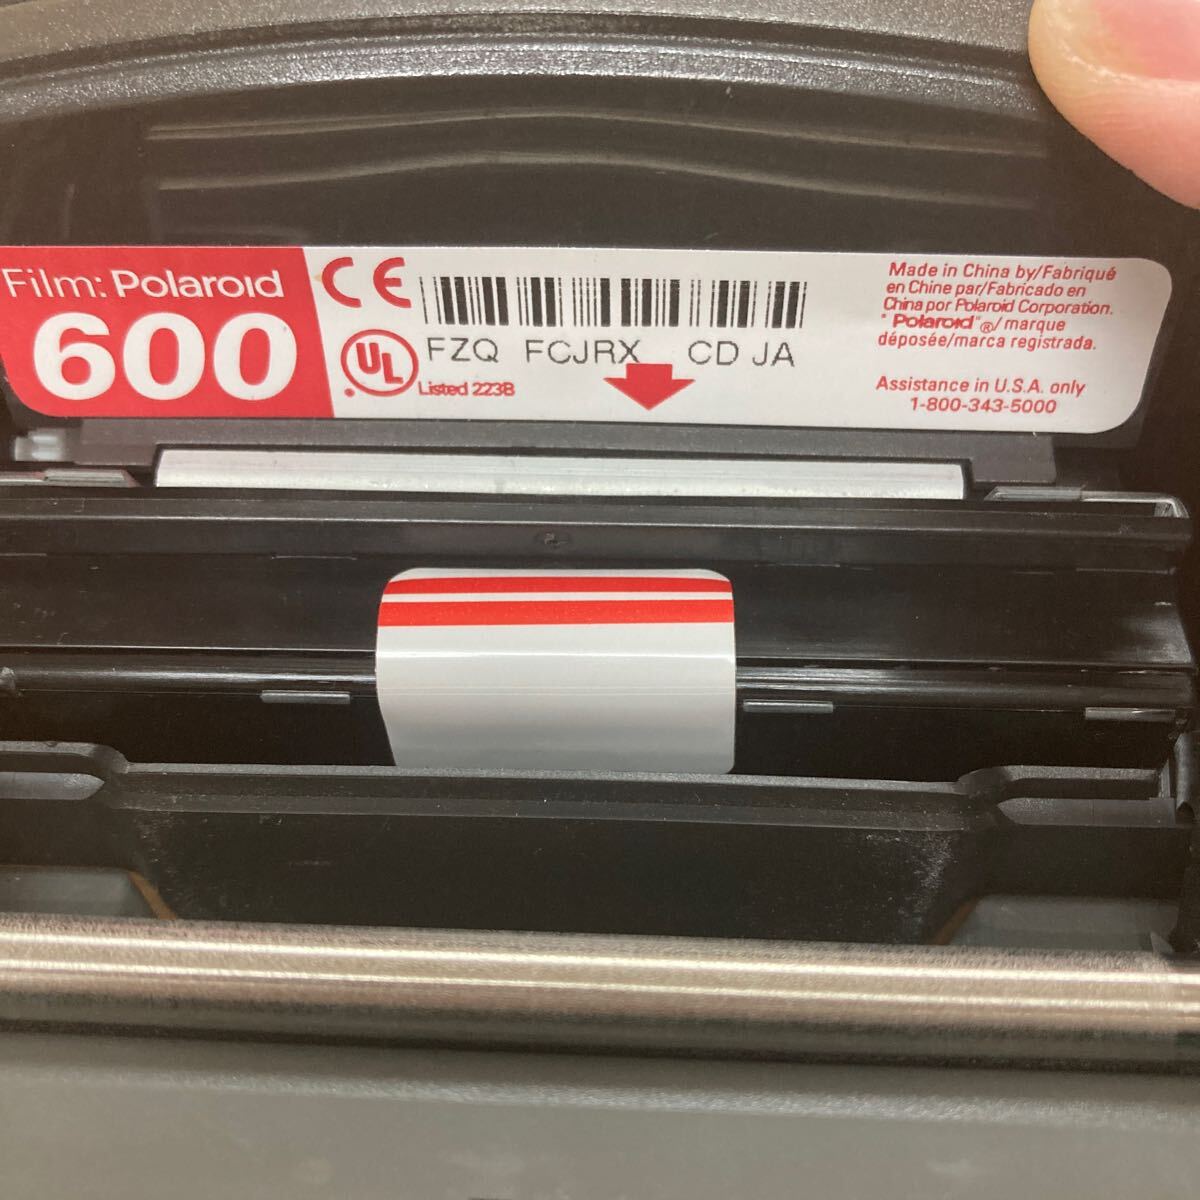 Film: Polaroid
600
CE
UL
®
Listed 223B
FZQ FCJRX CD JA
Made in China by/Fabriqué
en Chine par/Fabricado en
China por Polaroid Corporation.
"Polaroid"®/marque
déposée/marca registrada.
Assistance in U.S.A. only
1-800-343-5000